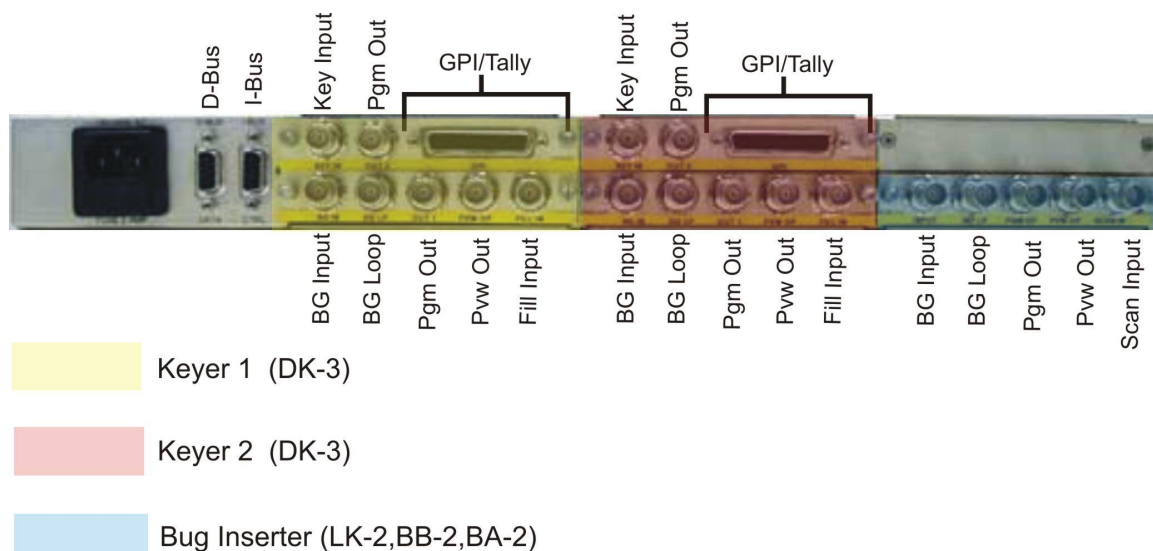 D-Bus
I-Bus
Key Input
Pgm Out
GPI/Tally
Key Input
Pgm Out
GPI/Tally
BG Input
BG Loop
Pgm Out
Pvw Out
Fill Input
BG Input
BG Loop
Pgm Out
Pvw Out
Fill Input
BG Input
BG Loop
Pgm Out
Pvw Out
Scan Input
Keyer 1 (DK-3)
Keyer 2 (DK-3)
Bug Inserter (LK-2,BB-2,BA-2)